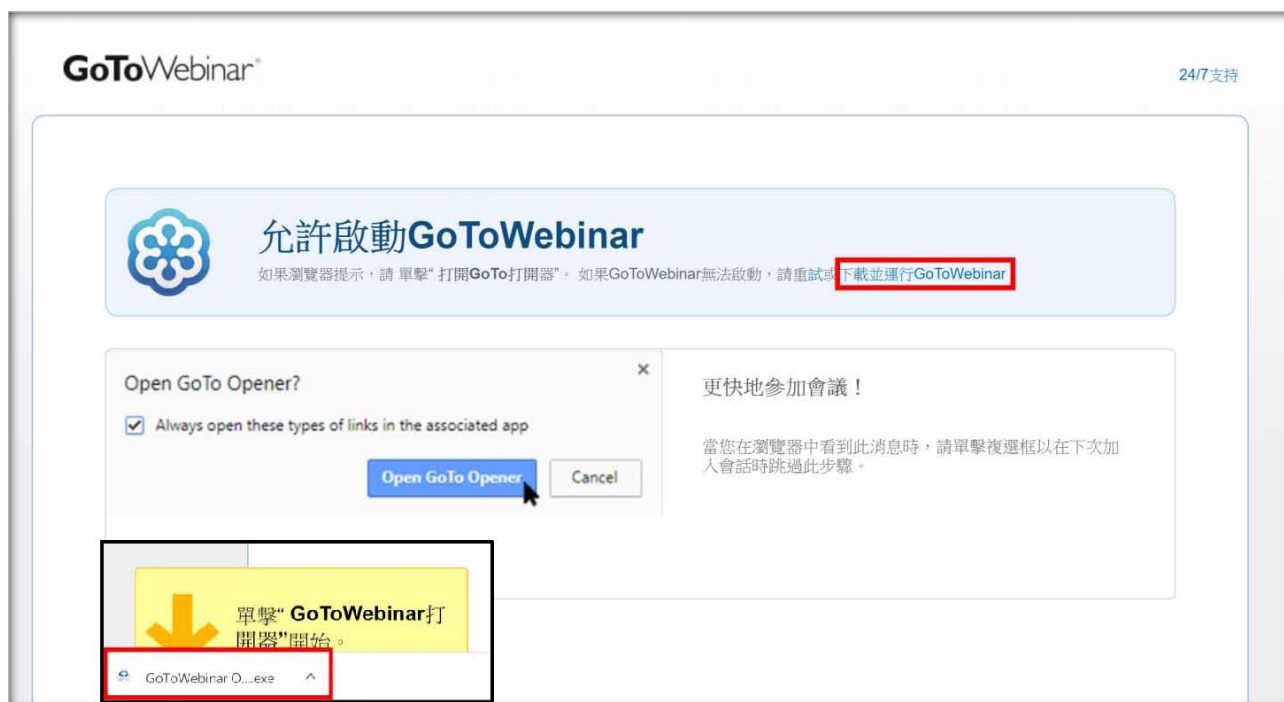 GoToWebinar®
24/7支持
允許啟動GoToWebinar
如果瀏覽器提示，請 單擊“ 打開GoTo打開器”。 如果GoToWebinar無法啟動，請重試或下載並運行GoToWebinar
Open GoTo Opener?
×
Always open these types of links in the associated app
Open GoTo Opener
Cancel
更快地參加會議！
當您在瀏覽器中看到此消息時，請單擊複選框以在下次加
入會話時跳過此步驟。
單擊“ GoToWebinar打
開器”開始。
GoToWebinar O....exe